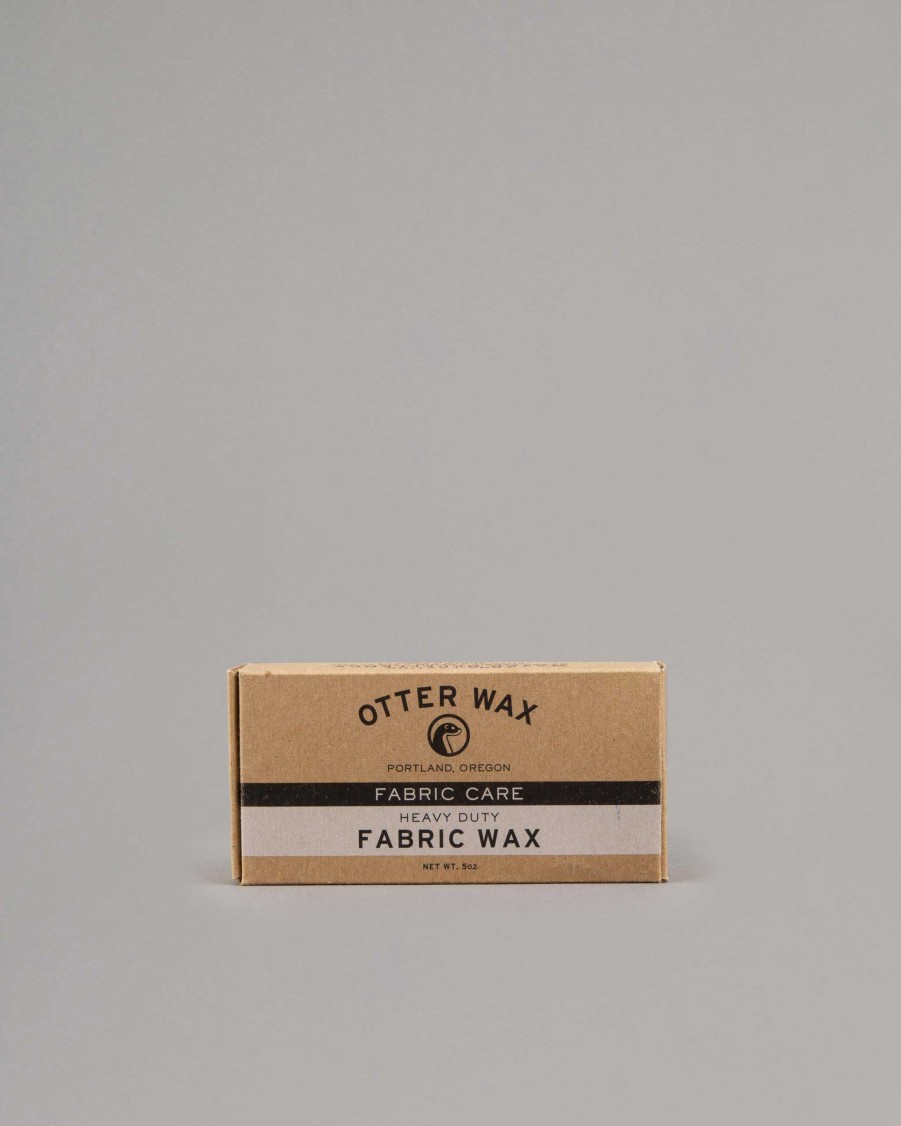 OTTER WAX
PORTLAND, OREGON
FABRIC CARE
HEAVY DUTY
FABRIC WAX
NET WT. 5oz